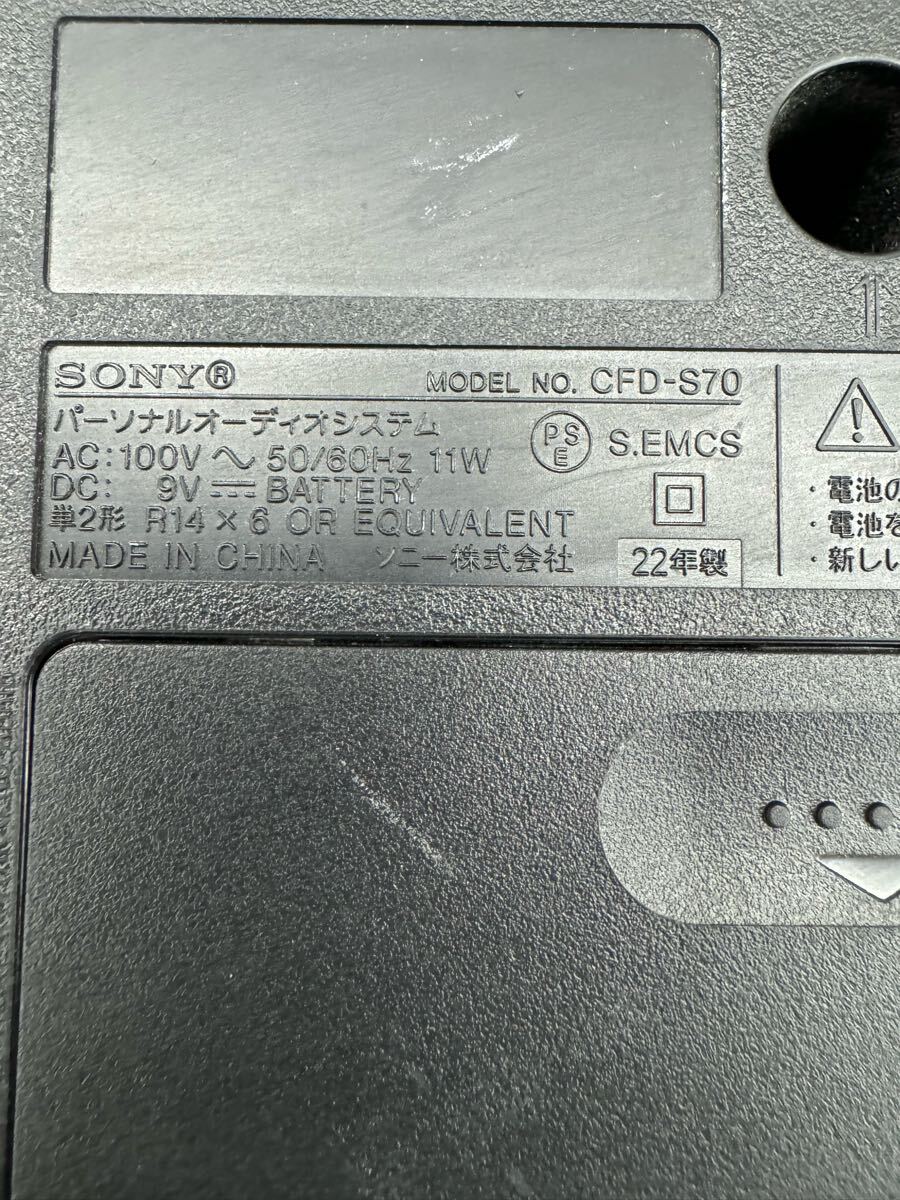 SONY®
MODEL NO. CFD-S70
パーソナルオーディオシステム
AC:100V～ 50/60Hz 11W
PSE
S.EMCS
DC: 9V⎓BATTERY
単2形 R14×6 OR EQUIVALENT
MADE IN CHINA ソニー株式会社
22年製
・電池の
・電池を
・新しい